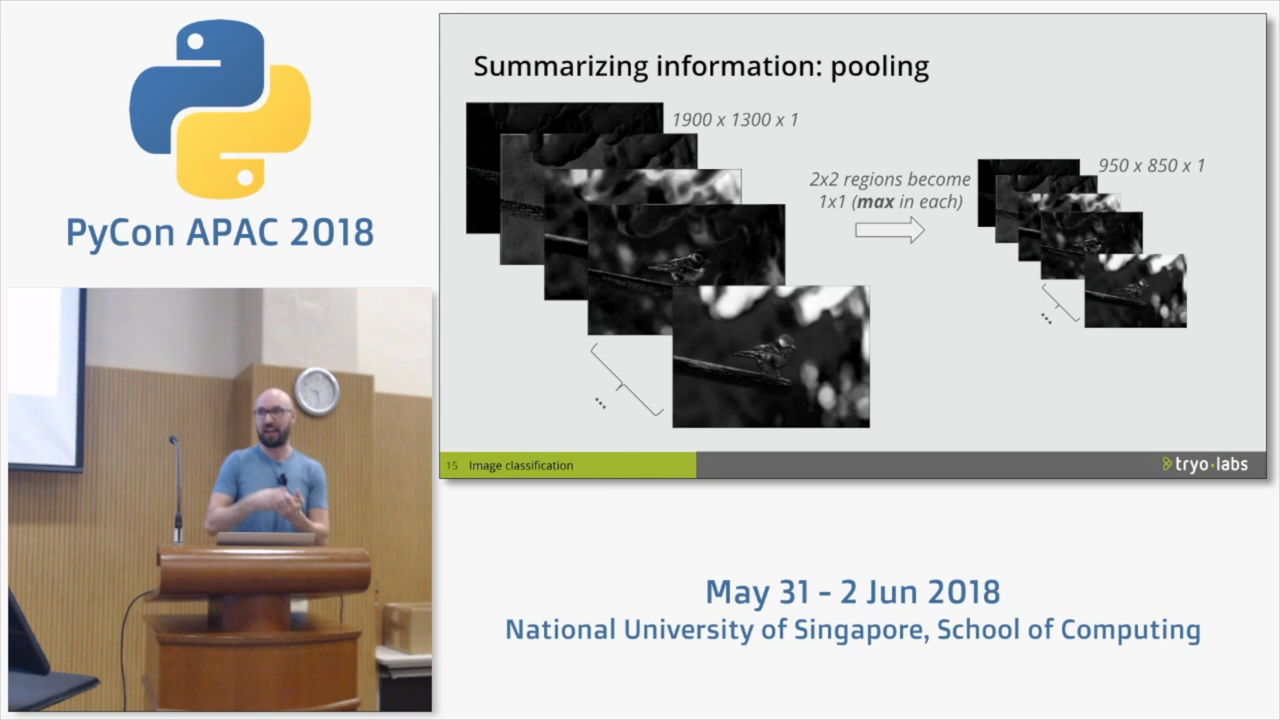 PyCon APAC 2018
Summarizing information: pooling
1900 x 1300 x 1
2x2 regions become
1x1 (max in each)
950 x 850 x 1
...
...
15 Image classification
tryo·labs
May 31 - 2 Jun 2018
National University of Singapore, School of Computing